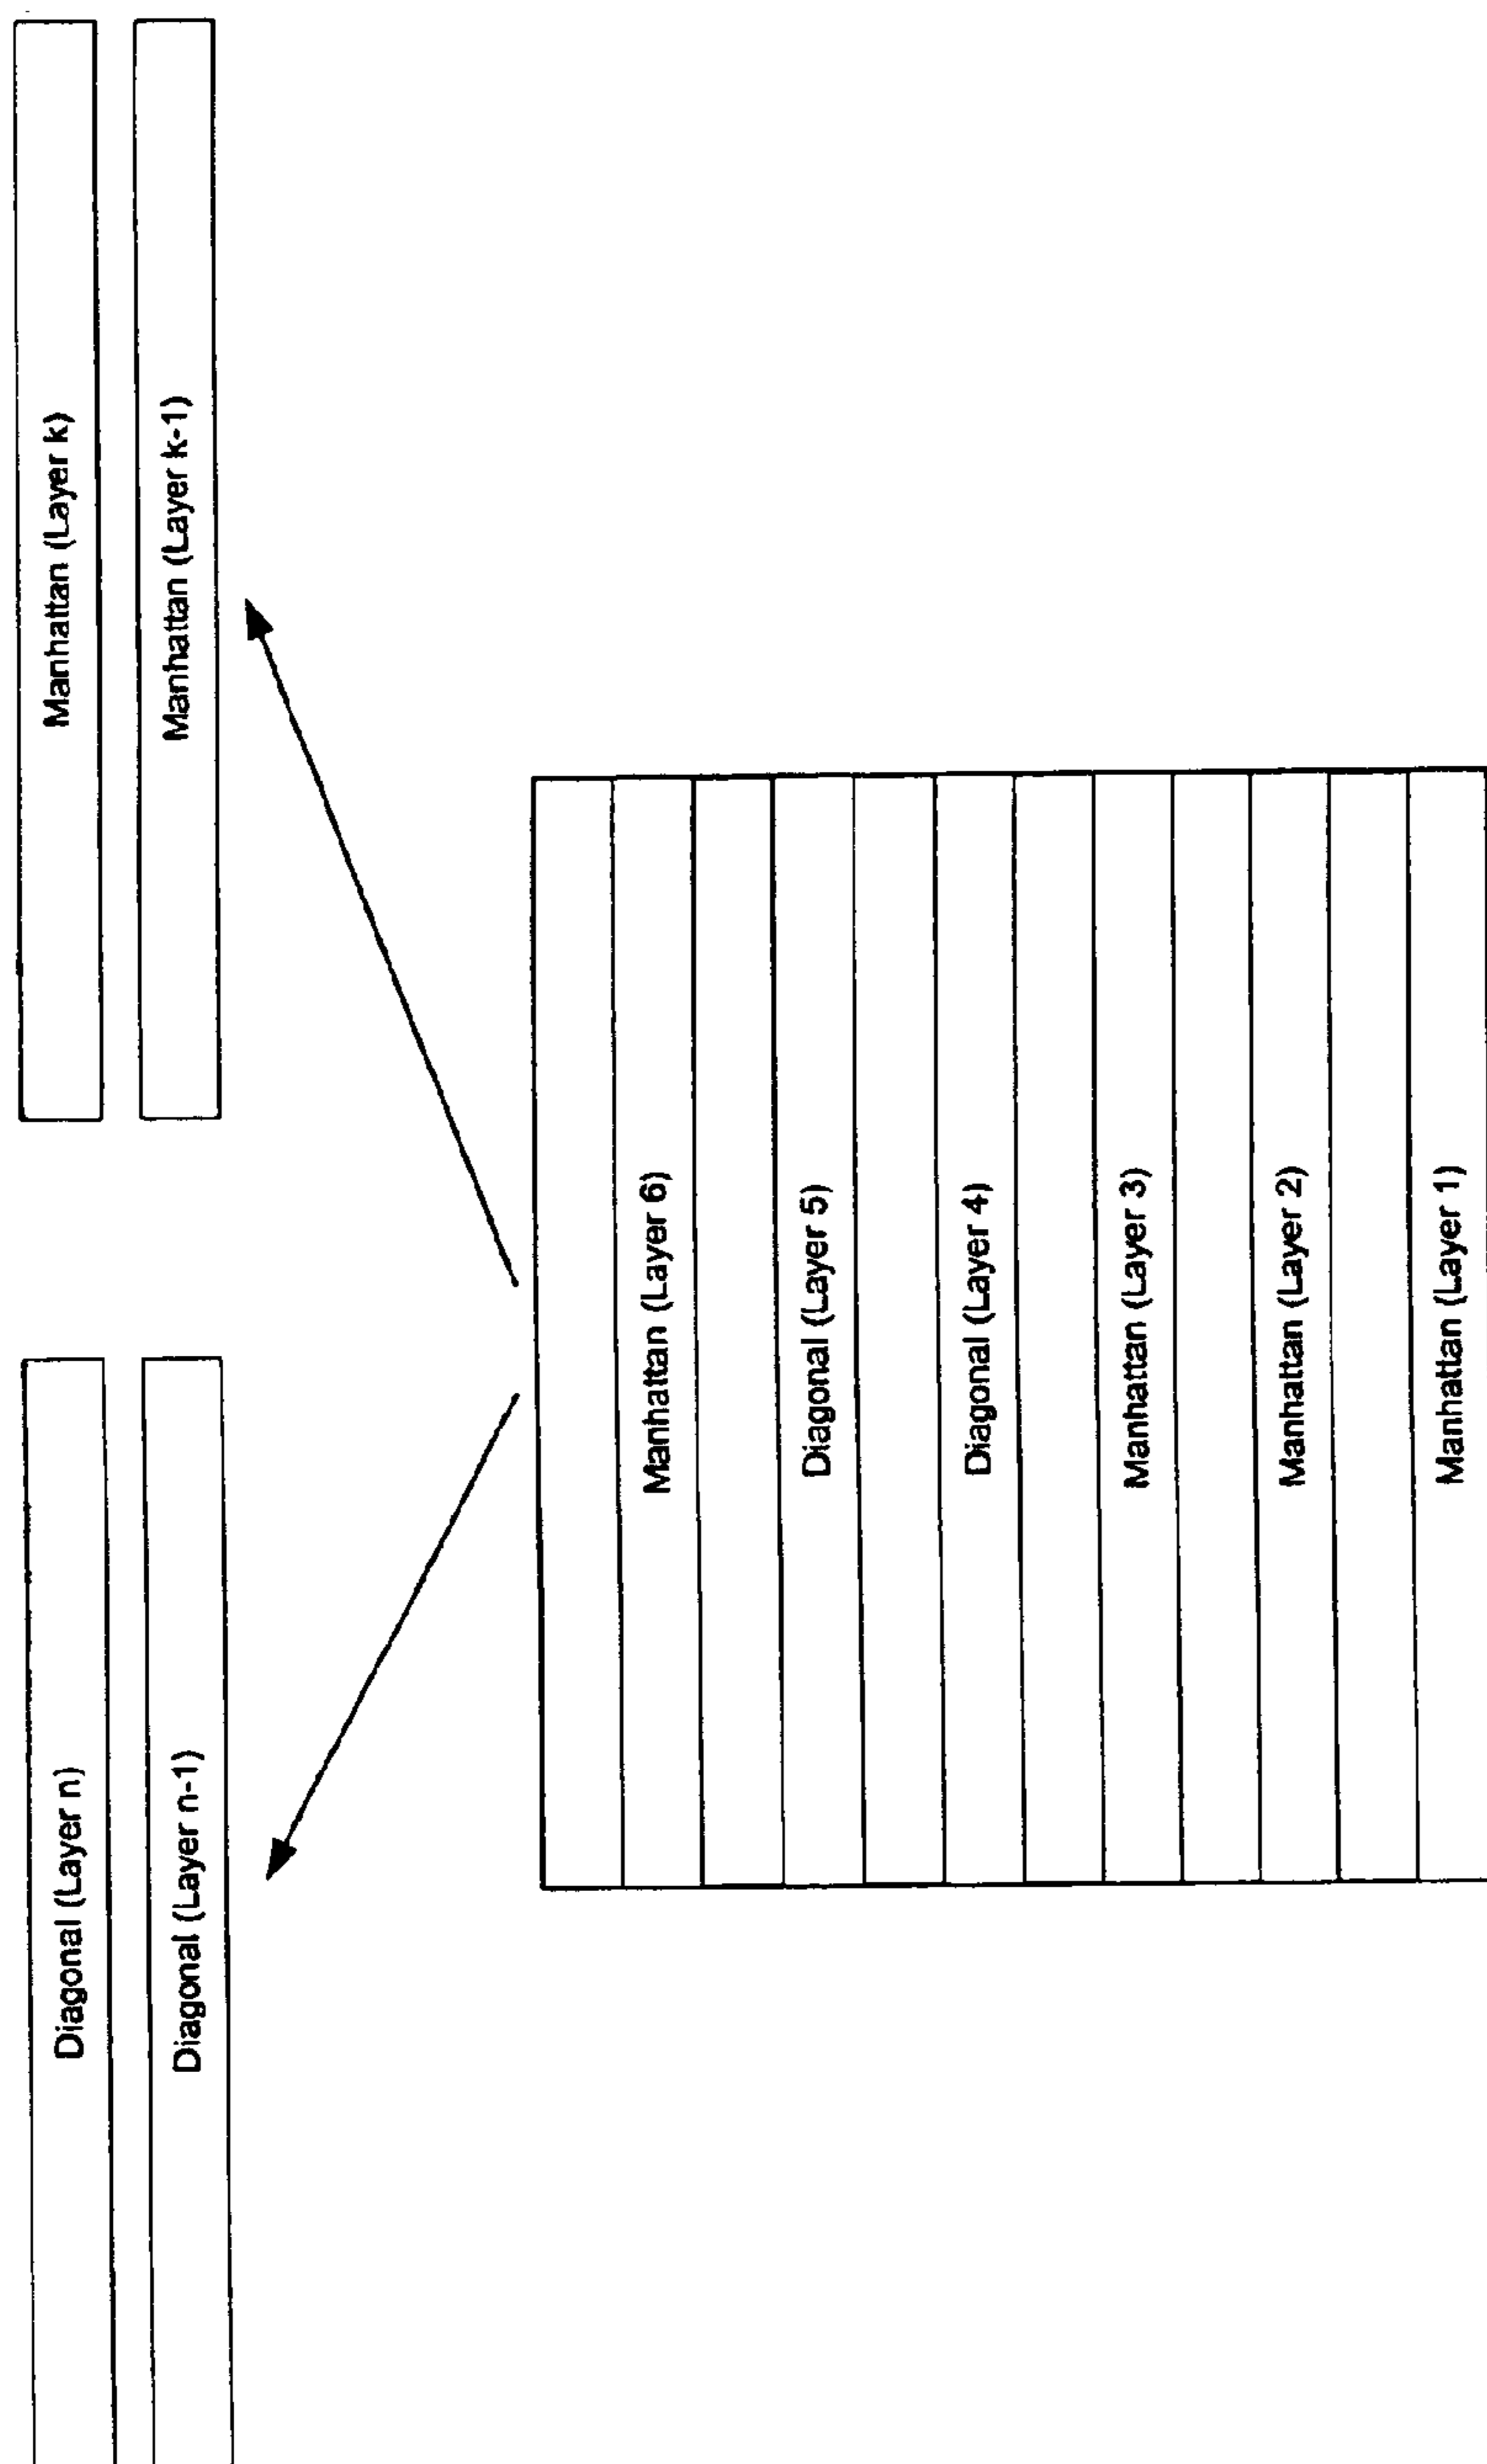 Diagonal (Layer n)
Manhattan (Layer k)
Diagonal (Layer n-1)
Manhattan (Layer k-1)
Manhattan (Layer 6)
Diagonal (Layer 5)
Diagonal (Layer 4)
Manhattan (Layer 3)
Manhattan (Layer 2)
Manhattan (Layer 1)